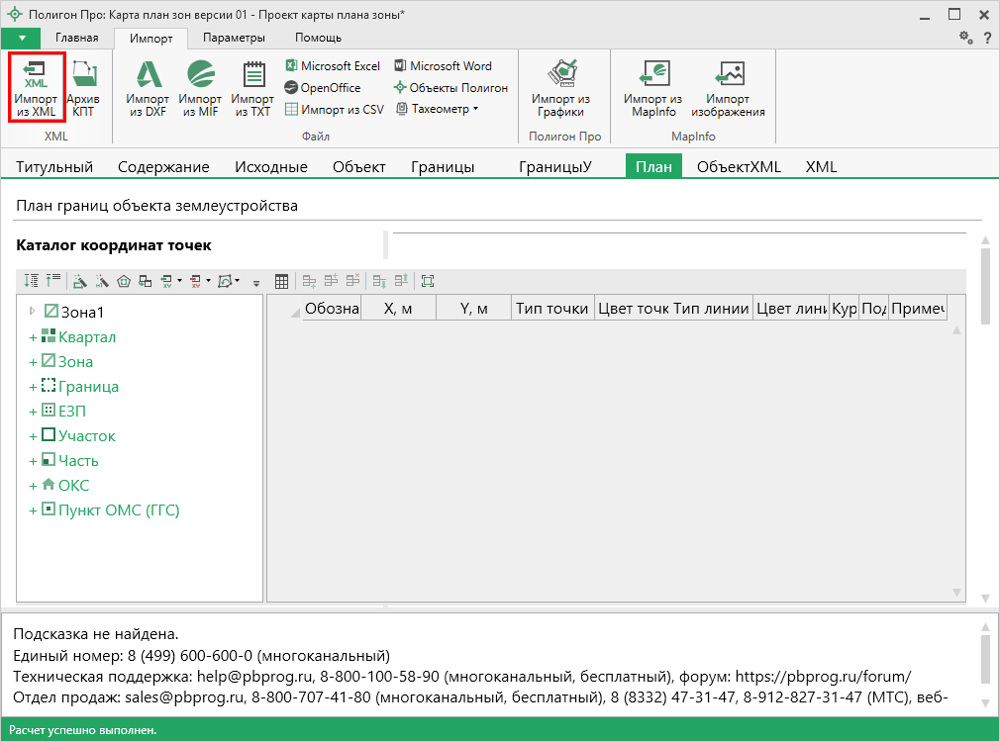 Полигон Про: Карта план зон версии 01 - Проект карты плана зоны*
Главная Импорт Параметры Помощь
?
XML
Импорт из XML
Архив КПТ
XML
Импорт из DXF
Импорт из MIF
Импорт из TXT
Microsoft Excel Microsoft Word
OpenOffice Объекты Полигон
Импорт из CSV Тахеометр
Файл
Импорт из Графики
Полигон Про
Импорт из MapInfo
Импорт изображения
MapInfo
Титульный Содержание Исходные Объект Границы ГраницыУ План ОбъектXML XML
План границ объекта землеустройства
Каталог координат точек
Обозна X, м Y, м Тип точки Цвет точк Тип линии Цвет лини Кур Под Примеч
Зона1
+ Квартал
+ Зона
+ Граница
+ ЕЗП
+ Участок
+ Часть
+ ОКС
+ Пункт ОМС (ГГС)
Подсказка не найдена.
Единый номер: 8 (499) 600-600-0 (многоканальный)
Техническая поддержка: help@pbprog.ru, 8-800-100-58-90 (многоканальный, бесплатный), форум: https://pbprog.ru/forum/
Отдел продаж: sales@pbprog.ru, 8-800-707-41-80 (многоканальный, бесплатный), 8 (8332) 47-31-47, 8-912-827-31-47 (МТС), веб-
Расчет успешно выполнен.